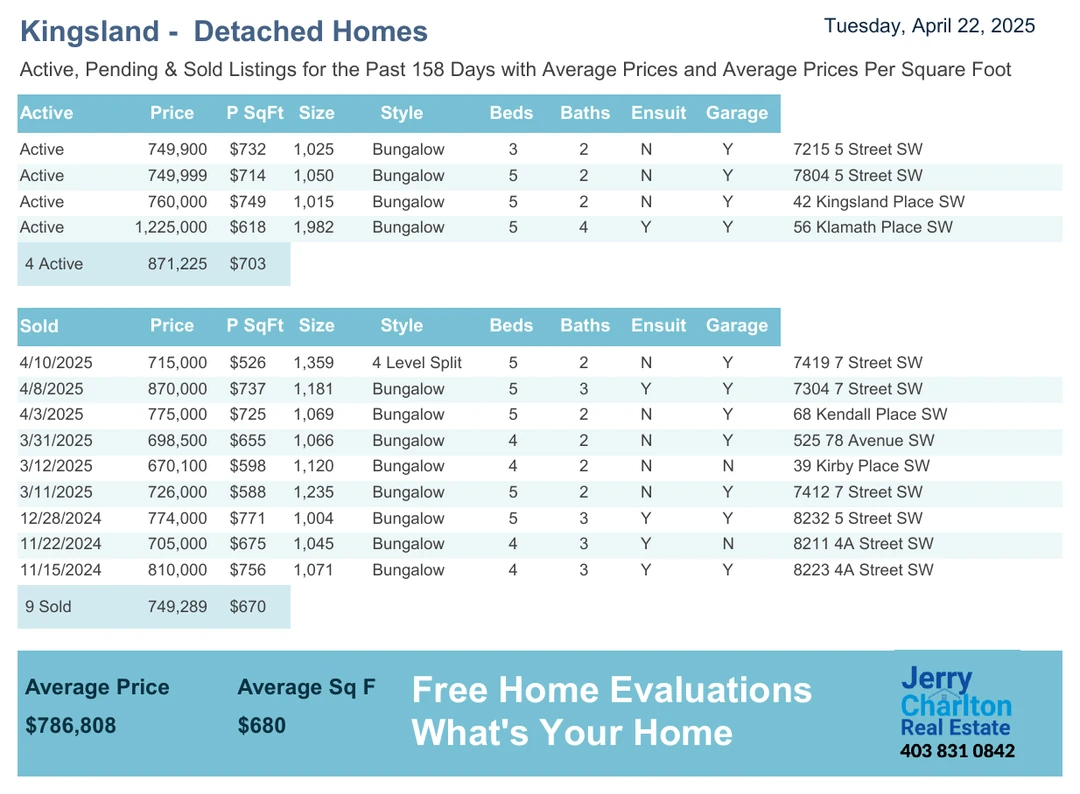 Kingsland -  Detached Homes
Tuesday, April 22, 2025
Active, Pending & Sold Listings for the Past 158 Days with Average Prices and Average Prices Per Square Foot
Active Price P SqFt Size Style Beds Baths Ensuit Garage
Active 749,900 $732 1,025 Bungalow 3 2 N Y 7215 5 Street SW
Active 749,999 $714 1,050 Bungalow 5 2 N Y 7804 5 Street SW
Active 760,000 $749 1,015 Bungalow 5 2 N Y 42 Kingsland Place SW
Active 1,225,000 $618 1,982 Bungalow 5 4 Y Y 56 Klamath Place SW
4 Active 871,225 $703
Sold Price P SqFt Size Style Beds Baths Ensuit Garage
4/10/2025 715,000 $526 1,359 4 Level Split 5 2 N Y 7419 7 Street SW
4/8/2025 870,000 $737 1,181 Bungalow 5 3 Y Y 7304 7 Street SW
4/3/2025 775,000 $725 1,069 Bungalow 5 2 N Y 68 Kendall Place SW
3/31/2025 698,500 $655 1,066 Bungalow 4 2 N Y 525 78 Avenue SW
3/12/2025 670,100 $598 1,120 Bungalow 4 2 N N 39 Kirby Place SW
3/11/2025 726,000 $588 1,235 Bungalow 5 2 N Y 7412 7 Street SW
12/28/2024 774,000 $771 1,004 Bungalow 5 3 Y Y 8232 5 Street SW
11/22/2024 705,000 $675 1,045 Bungalow 4 3 Y N 8211 4A Street SW
11/15/2024 810,000 $756 1,071 Bungalow 4 3 Y Y 8223 4A Street SW
9 Sold 749,289 $670
Average Price Average Sq F
$786,808 $680
Free Home Evaluations
What's Your Home
Jerry
Charlton
Real Estate
403 831 0842